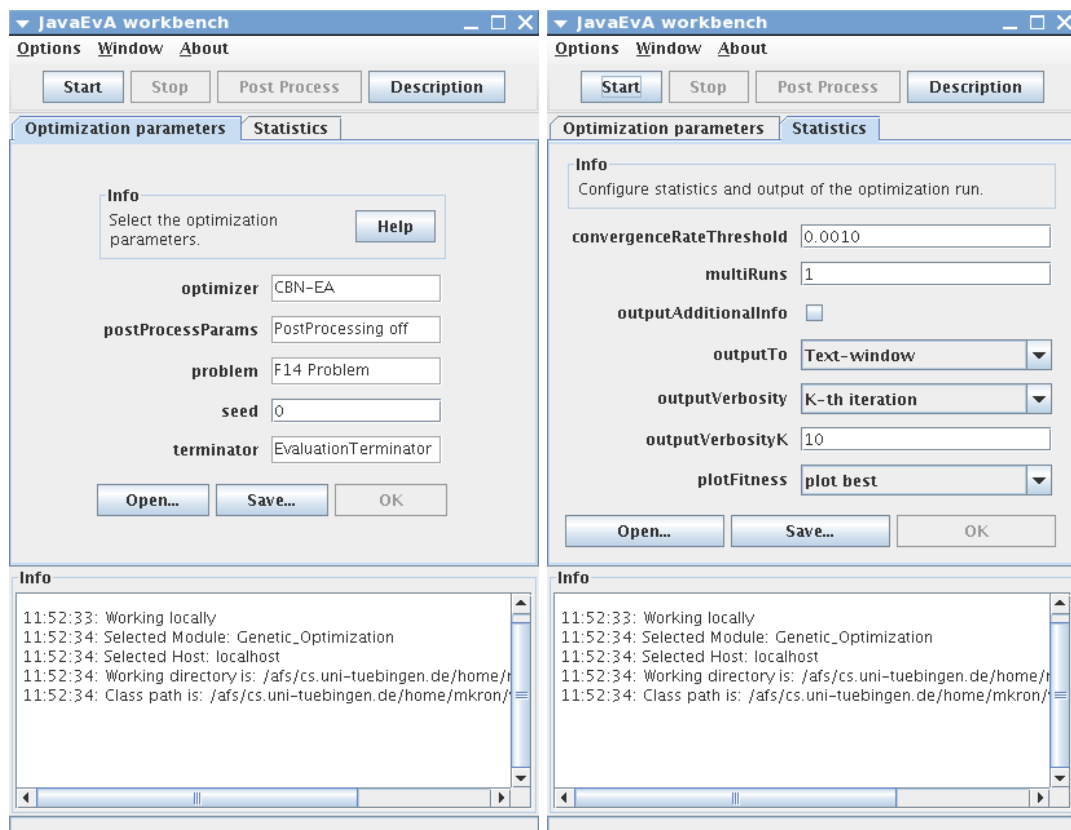 JavaEvA workbench
Options Window About
Start Stop Post Process Description
Optimization parameters Statistics
Info
Select the optimization
parameters.
Help
optimizer CBN-EA
postProcessParams PostProcessing off
problem F14 Problem
seed 0
terminator EvaluationTerminator
Open... Save... OK
Info
11:52:33: Working locally
11:52:34: Selected Module: Genetic_Optimization
11:52:34: Selected Host: localhost
11:52:34: Working directory is: /afs/cs.uni-tuebingen.de/home/
11:52:34: Class path is: /afs/cs.uni-tuebingen.de/home/mkron/
JavaEvA workbench
Options Window About
Start Stop Post Process Description
Optimization parameters Statistics
Info
Configure statistics and output of the optimization run.
convergenceRateThreshold 0.0010
multiRuns 1
outputAdditionalInfo
outputTo Text-window
outputVerbosity K-th iteration
outputVerbosityK 10
plotFitness plot best
Open... Save... OK
Info
11:52:33: Working locally
11:52:34: Selected Module: Genetic_Optimization
11:52:34: Selected Host: localhost
11:52:34: Working directory is: /afs/cs.uni-tuebingen.de/home/
11:52:34: Class path is: /afs/cs.uni-tuebingen.de/home/mkron/